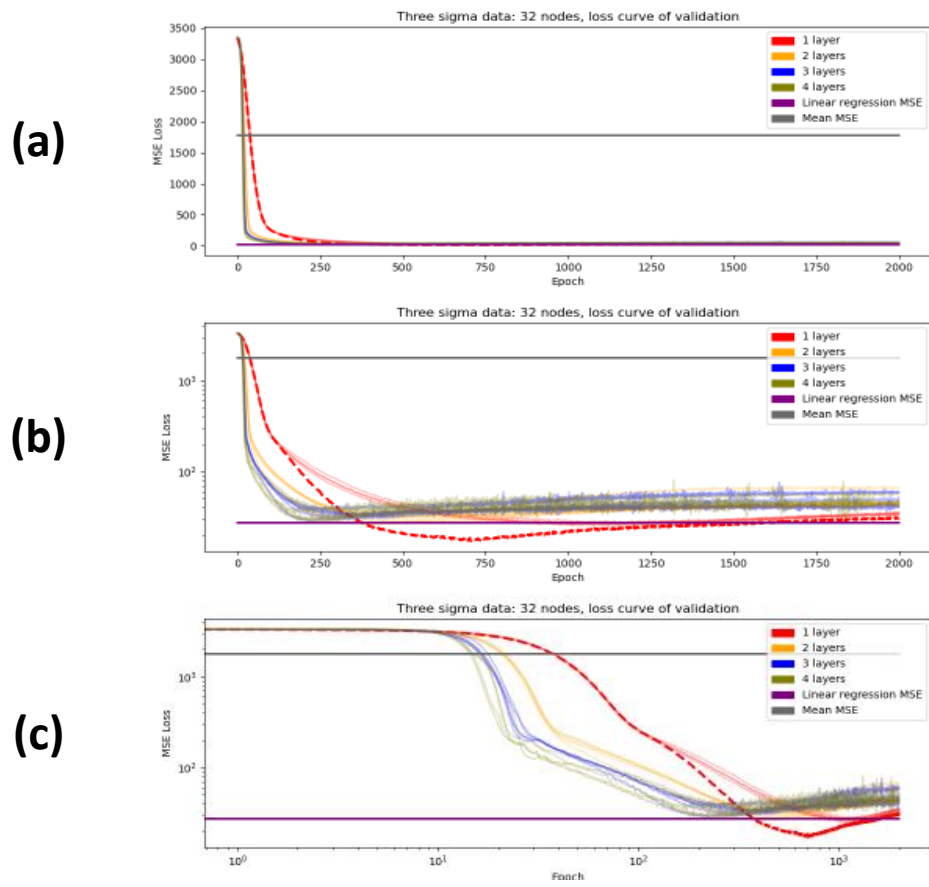 (a)
Three sigma data: 32 nodes, loss curve of validation
MSE Loss
3500
3000
2500
2000
1500
1000
500
0
1 layer
2 layers
3 layers
4 layers
Linear regression MSE
Mean MSE
0 250 500 750 1000 1250 1500 1750 2000
Epoch
(b)
Three sigma data: 32 nodes, loss curve of validation
MSE Loss
10³
10²
1 layer
2 layers
3 layers
4 layers
Linear regression MSE
Mean MSE
0 250 500 750 1000 1250 1500 1750 2000
Epoch
(c)
Three sigma data: 32 nodes, loss curve of validation
MSE Loss
10³
10²
1 layer
2 layers
3 layers
4 layers
Linear regression MSE
Mean MSE
10⁰ 10¹ 10² 10³
Epoch